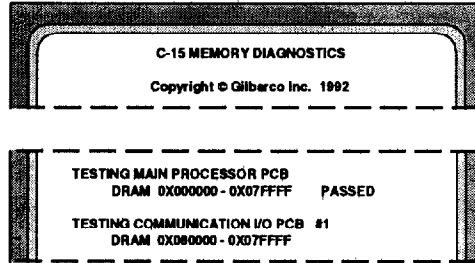 C-15 MEMORY DIAGNOSTICS
Copyright © Gilbarco Inc. 1992
TESTING MAIN PROCESSOR PCB
DRAM 0X000000 - 0X07FFFF PASSED
TESTING COMMUNICATION I/O PCB #1
DRAM 0X060000 - 0X07FFFF